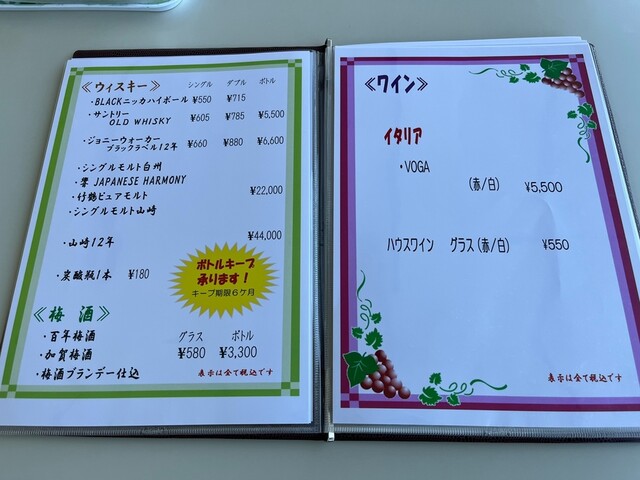 ≪ウィスキー≫ シングル ダブル ボトル
・BLACKニッカハイボール ¥550 ¥715
・サントリー
OLD WHISKY ¥605 ¥785 ¥5,500
・ジョニーウォーカー
ブラックラベル12年 ¥660 ¥880 ¥6,600
・シングルモルト白州
・響 JAPANESE HARMONY
・竹鶴ピュアモルト ¥22,000
・シングルモルト山崎
・山崎12年 ¥44,000
・炭酸瓶1本 ¥180
ボトルキープ
承ります!
キープ期限6ケ月
≪梅 酒≫
・百年梅酒 グラス ボトル
・加賀梅酒 ¥580 ¥3,300
・梅酒ブランデー仕込
表示は全て税込です
≪ワイン≫
イタリア
・VOGA
(赤/白) ¥5,500
ハウスワイン グラス(赤/白) ¥550
表示は全て税込です